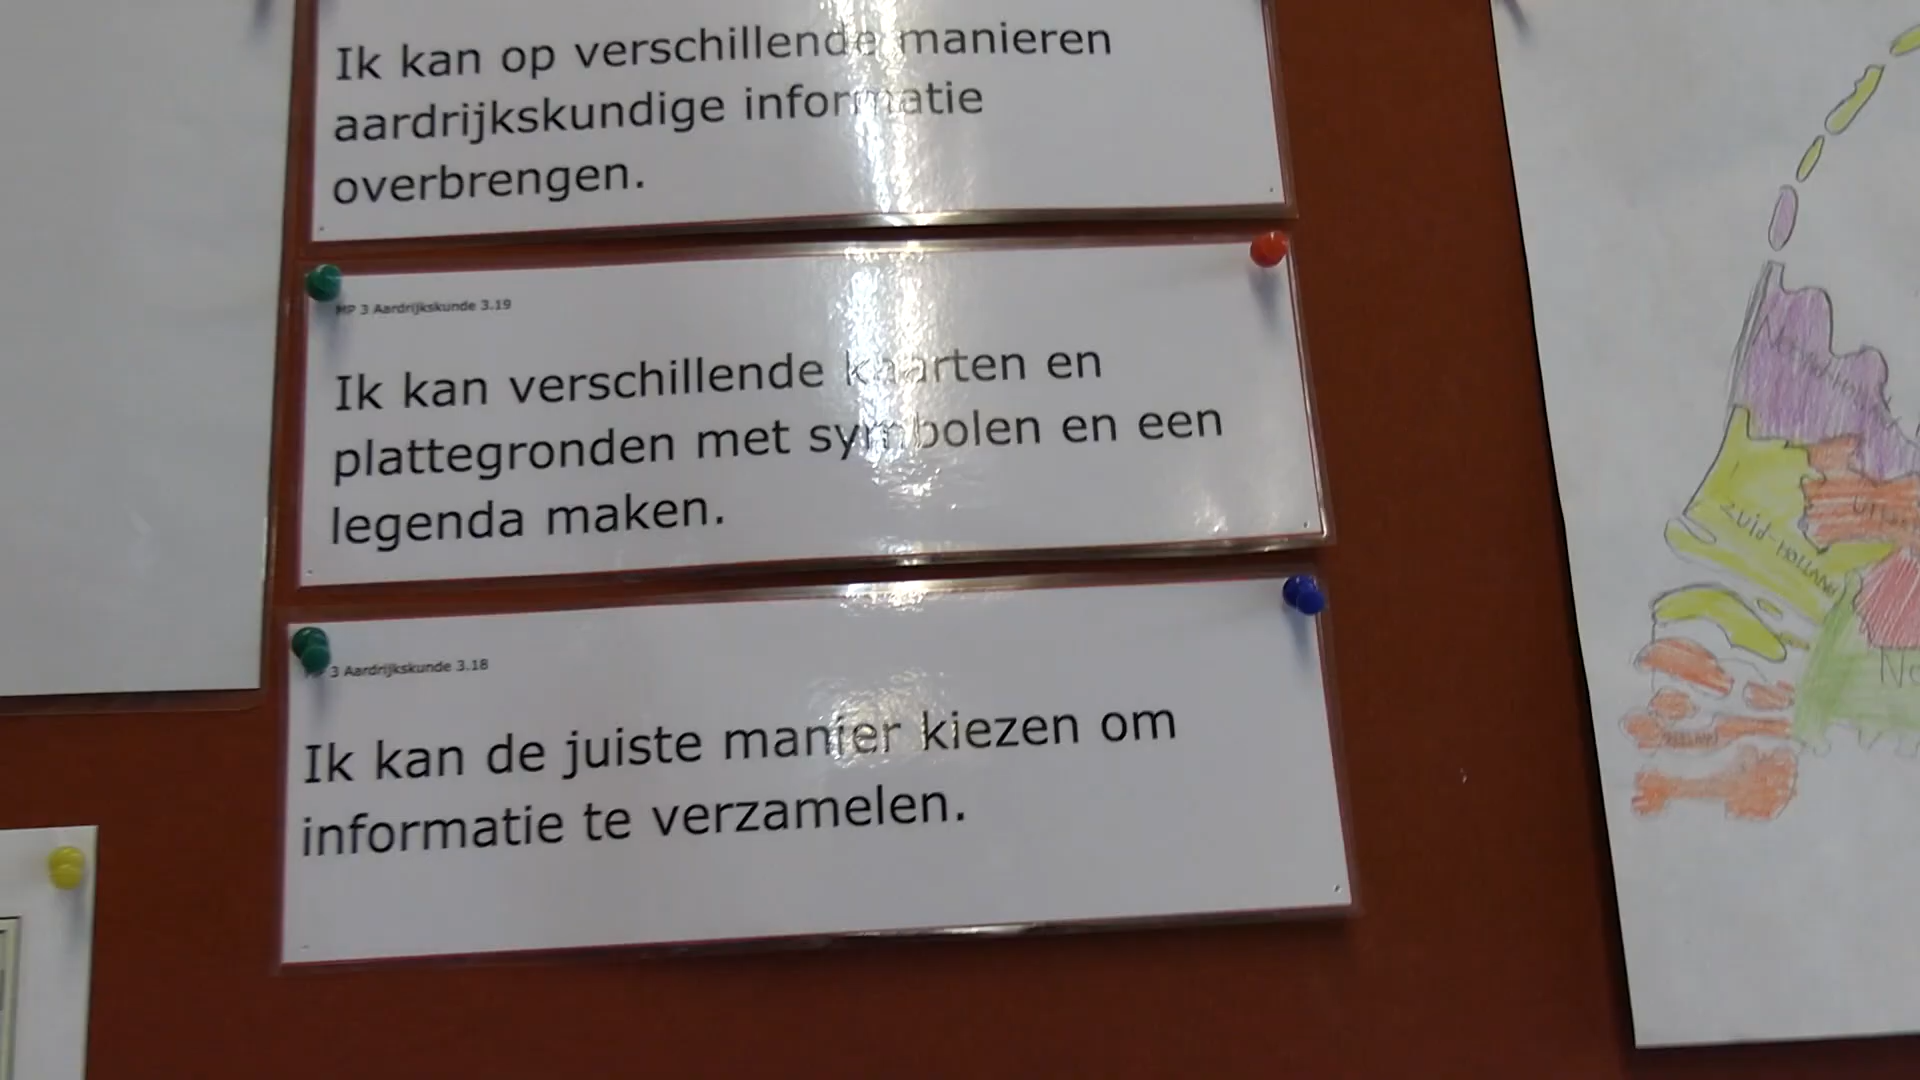 Ik kan op verschillende manieren
aardrijkskundige informatie
overbrengen.
MP 3 Aardrijkskunde 3.19
Ik kan verschillende kaarten en
plattegronden met symbolen en een
legenda maken.
3 Aardrijkskunde 3.18
Ik kan de juiste manier kiezen om
informatie te verzamelen.
Zuid-Holland